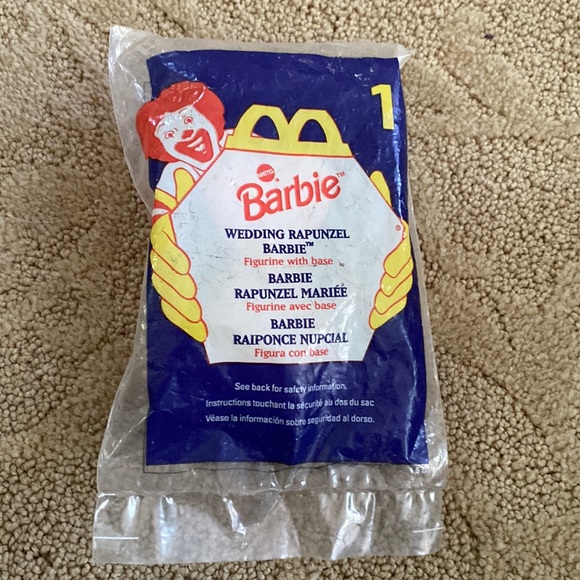 1
MATTEL
Barbie™
WEDDING RAPUNZEL
BARBIE™
Figurine with base
BARBIE
RAPUNZEL MARIÉE
Figurine avec base
BARBIE
RAIPONCE NUPCIAL
Figura con base
See back for safety information.
Instructions touchant la sécurité au dos du sac
Véase la información sobre seguridad al dorso.